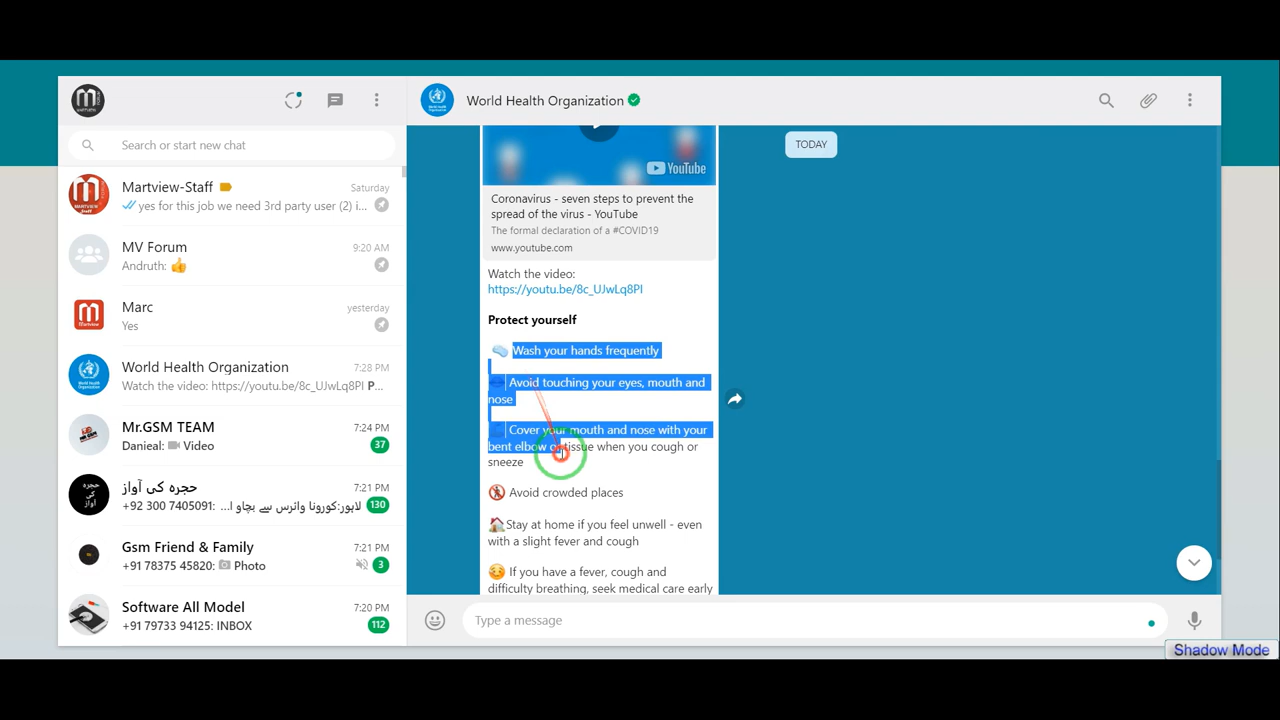 Search or start new chat
Martview-Staff
Saturday
yes for this job we need 3rd party user (2) i...
MV Forum
9:20 AM
Andruth: 👍
Marc
yesterday
Yes
World Health Organization
7:28 PM
Watch the video: https://youtu.be/8c_UJwLq8PI P...
Mr.GSM TEAM
7:24 PM
Danieal: Video
37
حجرہ کی آواز
7:21 PM
+92 300 7405091: لاہور:کورونا وائرس سے بچاو ا...
130
Gsm Friend & Family
7:21 PM
+91 78375 45820: Photo
3
Software All Model
7:20 PM
+91 79733 94125: INBOX
112
World Health Organization
TODAY
YouTube
Coronavirus - seven steps to prevent the
spread of the virus - YouTube
The formal declaration of a #COVID19
www.youtube.com
Watch the video:
https://youtu.be/8c_UJwLq8PI
Protect yourself
Wash your hands frequently
Avoid touching your eyes, mouth and
nose
Cover your mouth and nose with your
bent elbow or tissue when you cough or
sneeze
Avoid crowded places
Stay at home if you feel unwell - even
with a slight fever and cough
If you have a fever, cough and
difficulty breathing, seek medical care early
Type a message
Shadow Mode